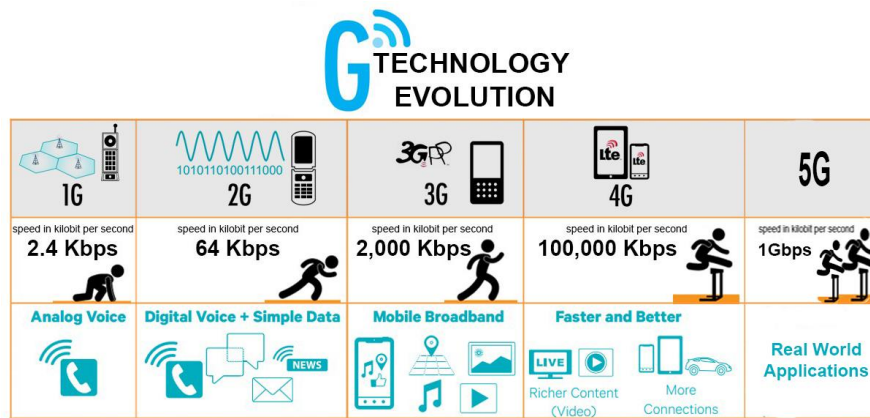 G TECHNOLOGY
EVOLUTION
1G
1010110100111000
2G
3GPP
3G
Lte
Lte
4G
5G
speed in kilobit per second
2.4 Kbps
speed in kilobit per second
64 Kbps
speed in kilobit per second
2,000 Kbps
speed in kilobit per second
100,000 Kbps
speed in kilobit per second
1Gbps
Analog Voice
Digital Voice + Simple Data
NEWS
Mobile Broadband
Faster and Better
LIVE
Richer Content
(Video)
More
Connections
Real World
Applications